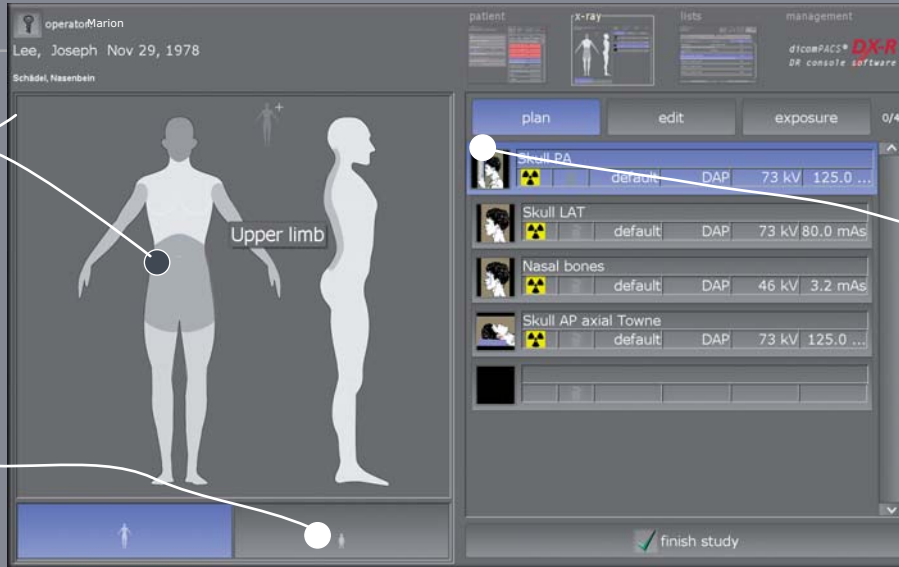 operatorMarion
Lee, Joseph Nov 29, 1978
Schädel, Nasenbein
patient
x-ray
lists
management
dicomPACS® DX-R
DR console software
plan
edit
exposure
0/4
Skull PA
default DAP 73 kV 125.0 ...
Upper limb
Skull LAT
default DAP 73 kV 80.0 mAs
Nasal bones
default DAP 46 kV 3.2 mAs
Skull AP axial Towne
default DAP 73 kV 125.0 ...
finish study